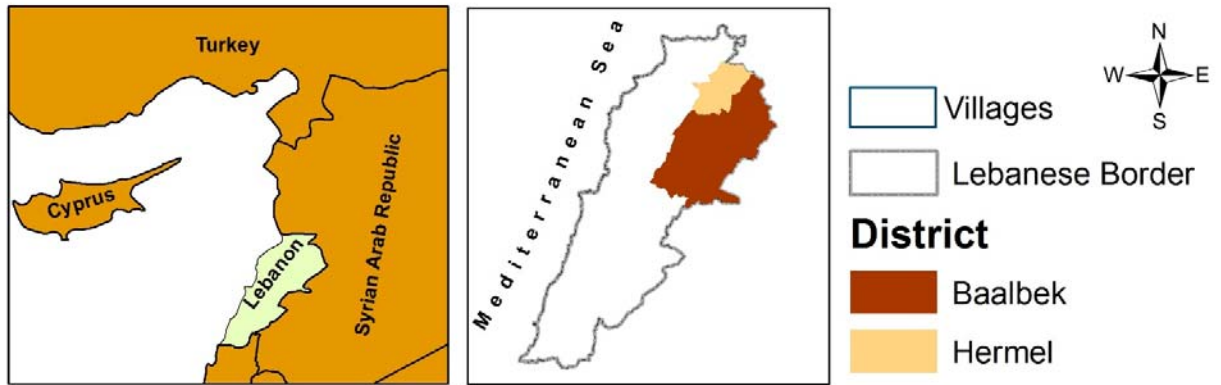 Turkey
Cyprus
Lebanon
Syrian Arab Republic
Mediterranean Sea
N
W E
S
Villages
Lebanese Border
District
Baalbek
Hermel